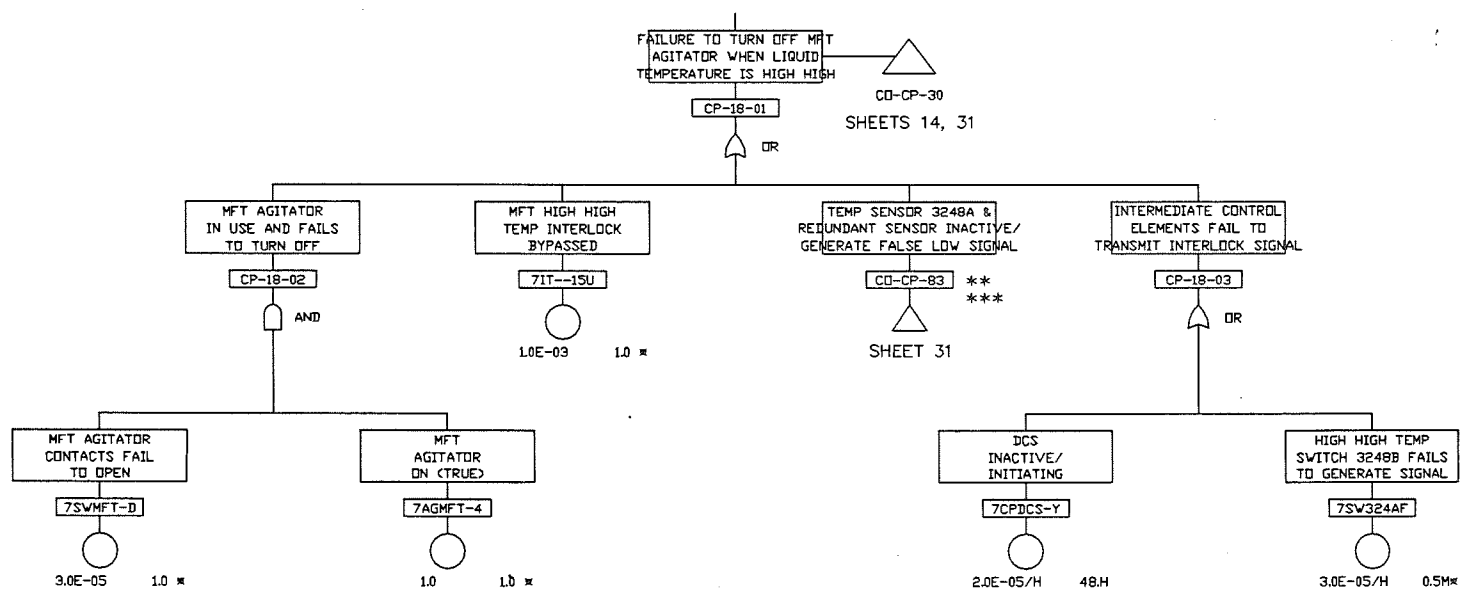 FAILURE TO TURN OFF MFT
AGITATOR WHEN LIQUID
TEMPERATURE IS HIGH HIGH
CO-CP-30
SHEETS 14, 31
CP-18-01
OR
MFT AGITATOR
IN USE AND FAILS
TO TURN OFF
CP-18-02
AND
MFT HIGH HIGH
TEMP INTERLOCK
BYPASSED
7IT--15U
1.0E-03 1.0 *
TEMP SENSOR 3248A &
REDUNDANT SENSOR INACTIVE/
GENERATE FALSE LOW SIGNAL
CO-CP-83 **
***
SHEET 31
INTERMEDIATE CONTROL
ELEMENTS FAIL TO
TRANSMIT INTERLOCK SIGNAL
CP-18-03
OR
MFT AGITATOR
CONTACTS FAIL
TO OPEN
7SWMFT-D
3.0E-05 1.0 *
MFT
AGITATOR
ON (TRUE)
7AGMFT-4
1.0 1.0 *
DCS
INACTIVE/
INITIATING
7CPDCS-Y
2.0E-05/H 48.H
HIGH HIGH TEMP
SWITCH 3248B FAILS
TO GENERATE SIGNAL
7SW324AF
3.0E-05/H 0.5M*